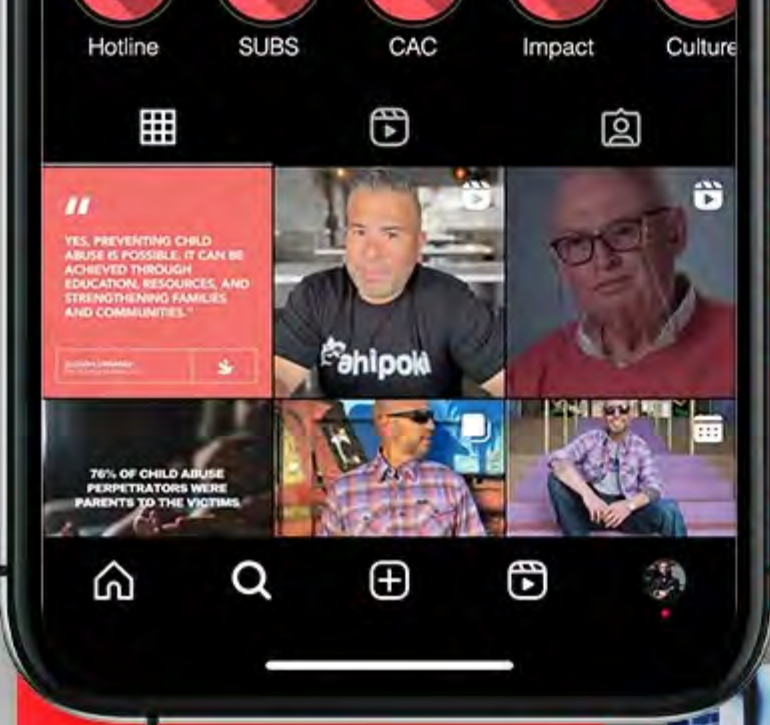 Hotline
SUBS
CAC
Impact
Culture
"
YES, PREVENTING CHILD
ABUSE IS POSSIBLE. IT CAN BE
ACHIEVED THROUGH
EDUCATION, RESOURCES, AND
STRENGTHENING FAMILIES
AND COMMUNITIES."
ahipoki
76% OF CHILD ABUSE
PERPETRATORS WERE
PARENTS TO THE VICTIMS.